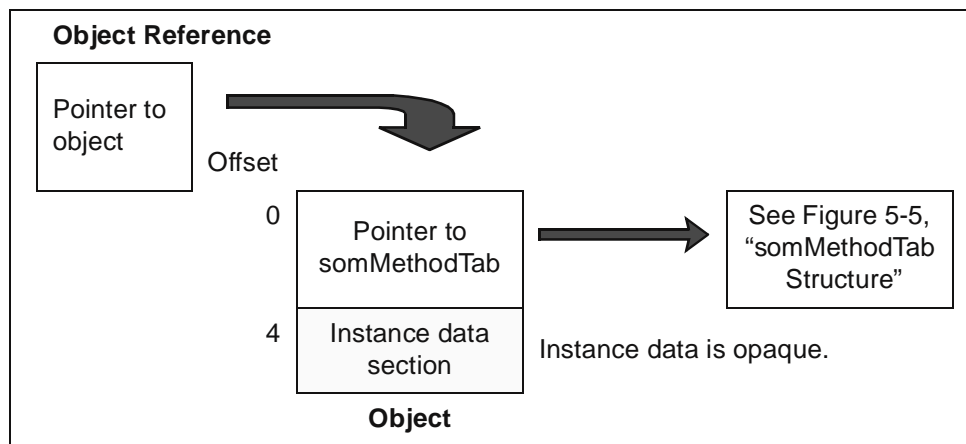 Object Reference
Pointer to
object
Offset
0
Pointer to
somMethodTab
See Figure 5-5,
“somMethodTab
Structure”
4
Instance data
section
Instance data is opaque.
Object